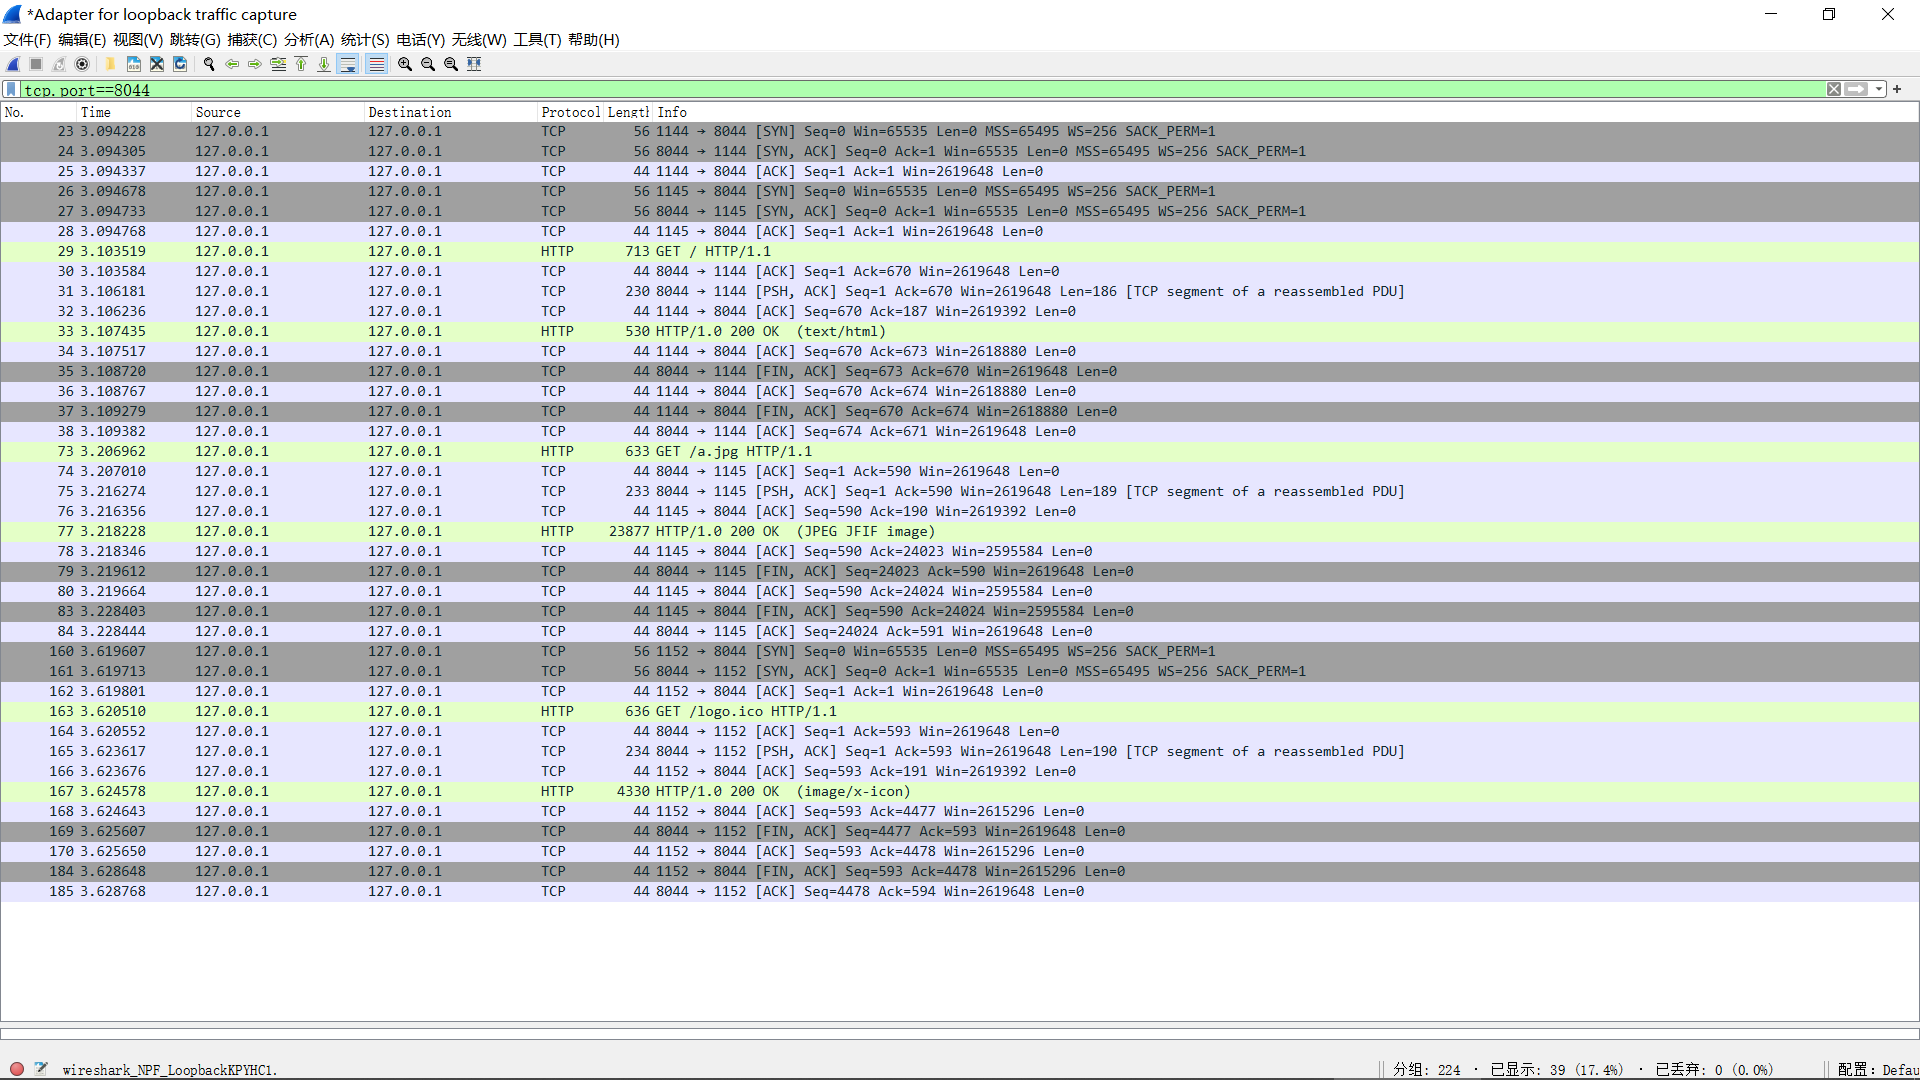 *Adapter for loopback traffic capture
文件(F) 编辑(E) 视图(V) 跳转(G) 捕获(C) 分析(A) 统计(S) 电话(Y) 无线(W) 工具(T) 帮助(H)
tcp.port==8044
No. Time Source Destination Protocol Length Info
23 3.094228 127.0.0.1 127.0.0.1 TCP 56 1144 → 8044 [SYN] Seq=0 Win=65535 Len=0 MSS=65495 WS=256 SACK_PERM=1
24 3.094305 127.0.0.1 127.0.0.1 TCP 56 8044 → 1144 [SYN, ACK] Seq=0 Ack=1 Win=65535 Len=0 MSS=65495 WS=256 SACK_PERM=1
25 3.094337 127.0.0.1 127.0.0.1 TCP 44 1144 → 8044 [ACK] Seq=1 Ack=1 Win=2619648 Len=0
26 3.094678 127.0.0.1 127.0.0.1 TCP 56 1145 → 8044 [SYN] Seq=0 Win=65535 Len=0 MSS=65495 WS=256 SACK_PERM=1
27 3.094733 127.0.0.1 127.0.0.1 TCP 56 8044 → 1145 [SYN, ACK] Seq=0 Ack=1 Win=65535 Len=0 MSS=65495 WS=256 SACK_PERM=1
28 3.094768 127.0.0.1 127.0.0.1 TCP 44 1145 → 8044 [ACK] Seq=1 Ack=1 Win=2619648 Len=0
29 3.103519 127.0.0.1 127.0.0.1 HTTP 713 GET / HTTP/1.1
30 3.103584 127.0.0.1 127.0.0.1 TCP 44 8044 → 1144 [ACK] Seq=1 Ack=670 Win=2619648 Len=0
31 3.106181 127.0.0.1 127.0.0.1 TCP 230 8044 → 1144 [PSH, ACK] Seq=1 Ack=670 Win=2619648 Len=186 [TCP segment of a reassembled PDU]
32 3.106236 127.0.0.1 127.0.0.1 TCP 44 1144 → 8044 [ACK] Seq=670 Ack=187 Win=2619392 Len=0
33 3.107435 127.0.0.1 127.0.0.1 HTTP 530 HTTP/1.0 200 OK  (text/html)
34 3.107517 127.0.0.1 127.0.0.1 TCP 44 1144 → 8044 [ACK] Seq=670 Ack=673 Win=2618880 Len=0
35 3.108720 127.0.0.1 127.0.0.1 TCP 44 8044 → 1144 [FIN, ACK] Seq=673 Ack=670 Win=2619648 Len=0
36 3.108767 127.0.0.1 127.0.0.1 TCP 44 1144 → 8044 [ACK] Seq=670 Ack=674 Win=2618880 Len=0
37 3.109279 127.0.0.1 127.0.0.1 TCP 44 1144 → 8044 [FIN, ACK] Seq=670 Ack=674 Win=2618880 Len=0
38 3.109382 127.0.0.1 127.0.0.1 TCP 44 8044 → 1144 [ACK] Seq=674 Ack=671 Win=2619648 Len=0
73 3.206962 127.0.0.1 127.0.0.1 HTTP 633 GET /a.jpg HTTP/1.1
74 3.207010 127.0.0.1 127.0.0.1 TCP 44 8044 → 1145 [ACK] Seq=1 Ack=590 Win=2619648 Len=0
75 3.216274 127.0.0.1 127.0.0.1 TCP 233 8044 → 1145 [PSH, ACK] Seq=1 Ack=590 Win=2619648 Len=189 [TCP segment of a reassembled PDU]
76 3.216356 127.0.0.1 127.0.0.1 TCP 44 1145 → 8044 [ACK] Seq=590 Ack=190 Win=2619392 Len=0
77 3.218228 127.0.0.1 127.0.0.1 HTTP 23877 HTTP/1.0 200 OK  (JPEG JFIF image)
78 3.218346 127.0.0.1 127.0.0.1 TCP 44 1145 → 8044 [ACK] Seq=590 Ack=24023 Win=2595584 Len=0
79 3.219612 127.0.0.1 127.0.0.1 TCP 44 8044 → 1145 [FIN, ACK] Seq=24023 Ack=590 Win=2619648 Len=0
80 3.219664 127.0.0.1 127.0.0.1 TCP 44 1145 → 8044 [ACK] Seq=590 Ack=24024 Win=2595584 Len=0
83 3.228403 127.0.0.1 127.0.0.1 TCP 44 1145 → 8044 [FIN, ACK] Seq=590 Ack=24024 Win=2595584 Len=0
84 3.228444 127.0.0.1 127.0.0.1 TCP 44 8044 → 1145 [ACK] Seq=24024 Ack=591 Win=2619648 Len=0
160 3.619607 127.0.0.1 127.0.0.1 TCP 56 1152 → 8044 [SYN] Seq=0 Win=65535 Len=0 MSS=65495 WS=256 SACK_PERM=1
161 3.619713 127.0.0.1 127.0.0.1 TCP 56 8044 → 1152 [SYN, ACK] Seq=0 Ack=1 Win=65535 Len=0 MSS=65495 WS=256 SACK_PERM=1
162 3.619801 127.0.0.1 127.0.0.1 TCP 44 1152 → 8044 [ACK] Seq=1 Ack=1 Win=2619648 Len=0
163 3.620510 127.0.0.1 127.0.0.1 HTTP 636 GET /logo.ico HTTP/1.1
164 3.620552 127.0.0.1 127.0.0.1 TCP 44 8044 → 1152 [ACK] Seq=1 Ack=593 Win=2619648 Len=0
165 3.623617 127.0.0.1 127.0.0.1 TCP 234 8044 → 1152 [PSH, ACK] Seq=1 Ack=593 Win=2619648 Len=190 [TCP segment of a reassembled PDU]
166 3.623676 127.0.0.1 127.0.0.1 TCP 44 1152 → 8044 [ACK] Seq=593 Ack=191 Win=2619392 Len=0
167 3.624578 127.0.0.1 127.0.0.1 HTTP 4330 HTTP/1.0 200 OK  (image/x-icon)
168 3.624643 127.0.0.1 127.0.0.1 TCP 44 1152 → 8044 [ACK] Seq=593 Ack=4477 Win=2615296 Len=0
169 3.625607 127.0.0.1 127.0.0.1 TCP 44 8044 → 1152 [FIN, ACK] Seq=4477 Ack=593 Win=2619648 Len=0
170 3.625650 127.0.0.1 127.0.0.1 TCP 44 1152 → 8044 [ACK] Seq=593 Ack=4478 Win=2615296 Len=0
184 3.628648 127.0.0.1 127.0.0.1 TCP 44 1152 → 8044 [FIN, ACK] Seq=593 Ack=4478 Win=2615296 Len=0
185 3.628768 127.0.0.1 127.0.0.1 TCP 44 8044 → 1152 [ACK] Seq=4478 Ack=594 Win=2619648 Len=0
wireshark_NPF_LoopbackKPYHC1. 分组: 224 · 已显示: 39 (17.4%) · 已丢弃: 0 (0.0%) 配置: Defau